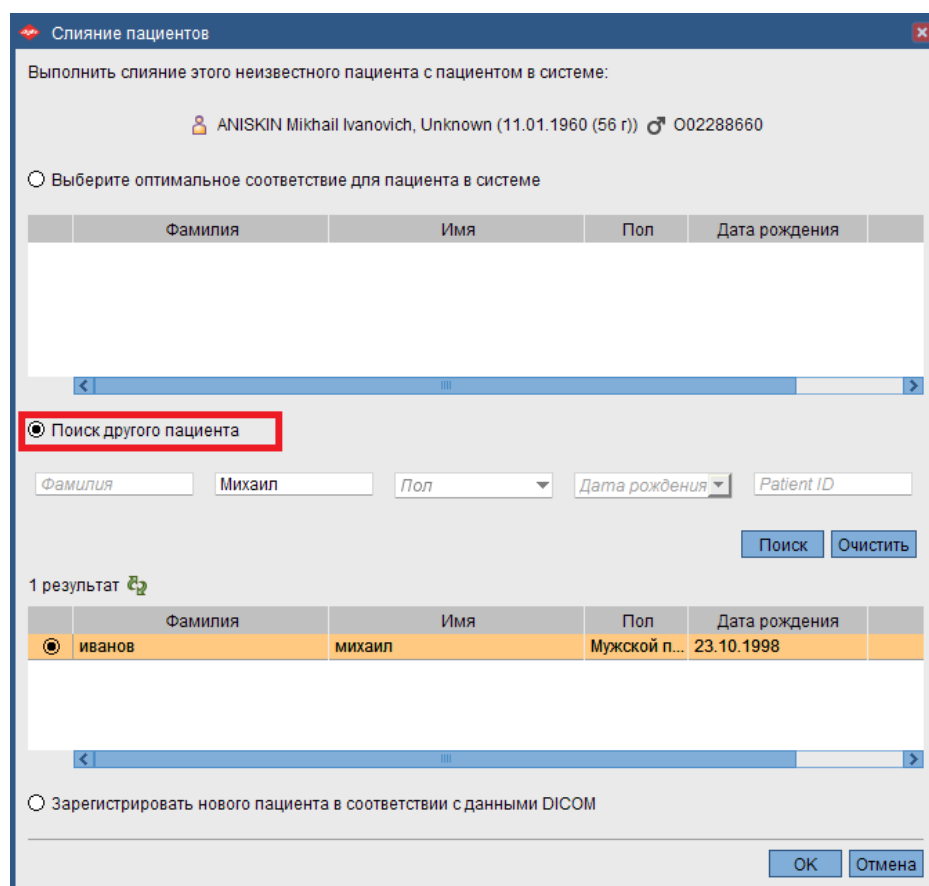 Слияние пациентов
Выполнить слияние этого неизвестного пациента с пациентом в системе:
ANISKIN Mikhail Ivanovich, Unknown (11.01.1960 (56 г)) ♂ O02288660
Выберите оптимальное соответствие для пациента в системе
Фамилия Имя Пол Дата рождения
Поиск другого пациента
Фамилия Михаил Пол Дата рождения Patient ID
Поиск Очистить
1 результат
Фамилия Имя Пол Дата рождения
иванов михаил Мужской п... 23.10.1998
Зарегистрировать нового пациента в соответствии с данными DICOM
OK Отмена